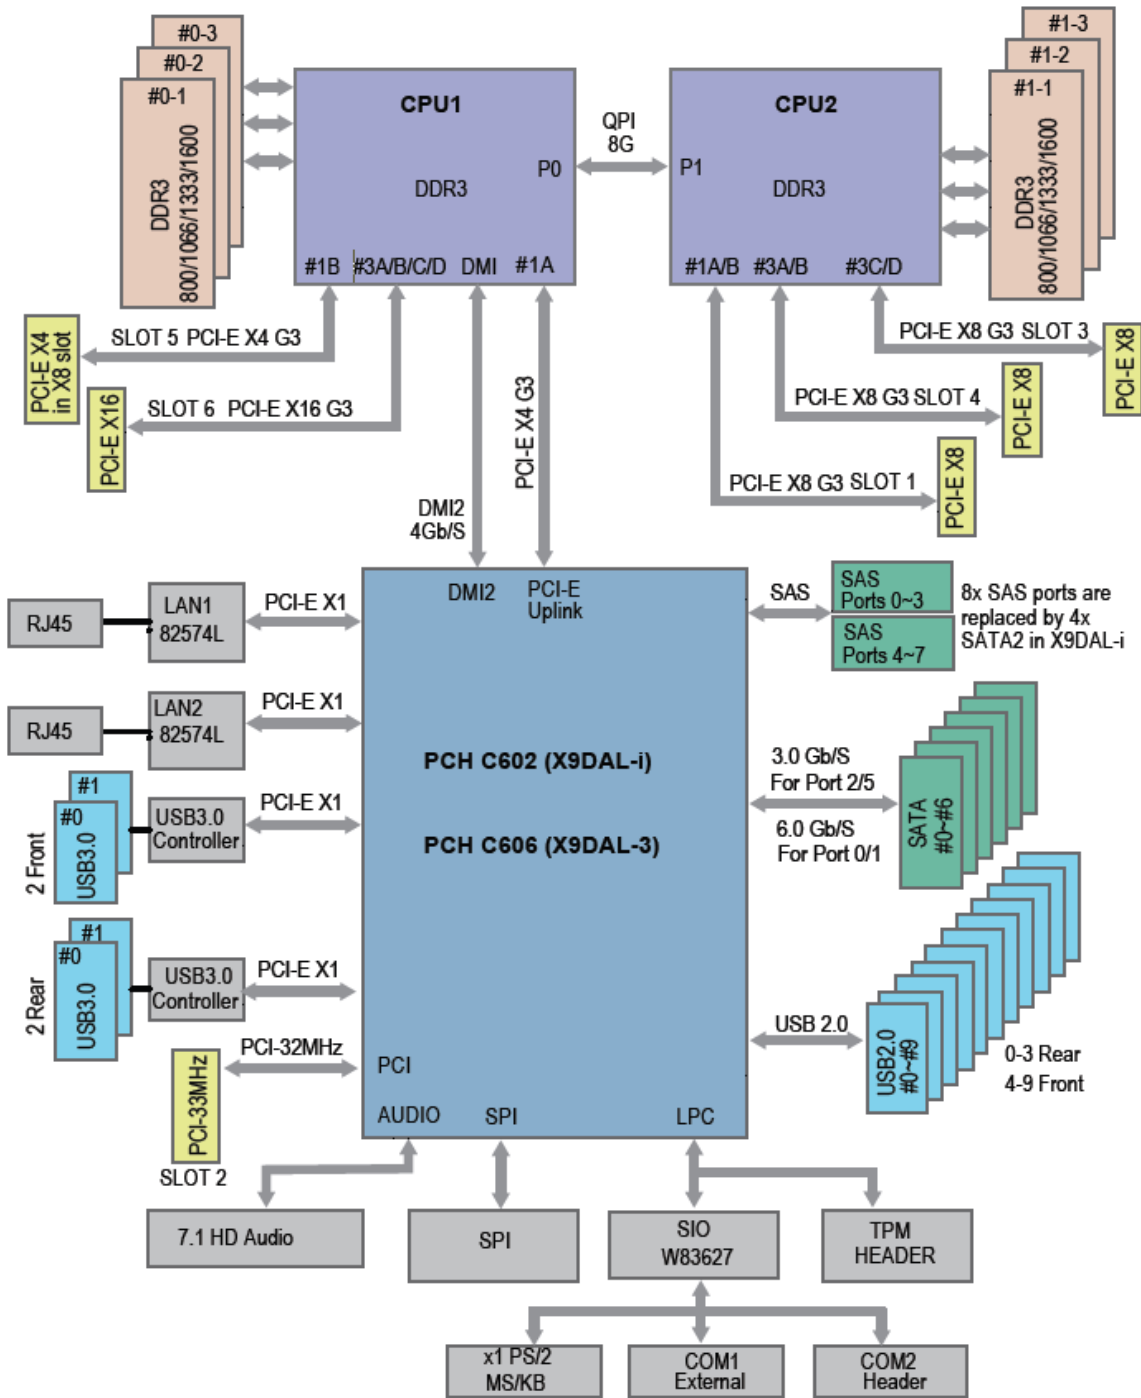 #0-3
#0-2
#0-1
DDR3
800/1066/1333/1600
CPU1
DDR3
P0
#1B
#3A/B/C/D
DMI
#1A
QPI
8G
CPU2
P1
DDR3
#1A/B
#3A/B
#3C/D
#1-3
#1-2
#1-1
DDR3
800/1066/1333/1600
PCI-E X4
in X8 slot
SLOT 5 PCI-E X4 G3
PCI-E X16
SLOT 6 PCI-E X16 G3
DMI2
4Gb/S
PCI-E X4 G3
PCI-E X8 G3 SLOT 3
PCI-E X8
PCI-E X8 G3 SLOT 4
PCI-E X8
PCI-E X8 G3 SLOT 1
PCI-E X8
DMI2
PCI-E
Uplink
RJ45
LAN1
82574L
PCI-E X1
RJ45
LAN2
82574L
PCI-E X1
2 Front
#1
#0
USB3.0
USB3.0
Controller
PCI-E X1
2 Rear
#1
#0
USB3.0
USB3.0
Controller
PCI-E X1
PCI-32MHz
PCI-33MHz
SLOT 2
PCH C602 (X9DAL-i)
PCH C606 (X9DAL-3)
PCI
AUDIO
SPI
LPC
SAS
SAS
Ports 0~3
SAS
Ports 4~7
8x SAS ports are
replaced by 4x
SATA2 in X9DAL-i
3.0 Gb/S
For Port 2/5
6.0 Gb/S
For Port 0/1
SATA
#0~#6
USB 2.0
USB2.0
#0~#9
0-3 Rear
4-9 Front
7.1 HD Audio
SPI
SIO
W83627
TPM
HEADER
x1 PS/2
MS/KB
COM1
External
COM2
Header